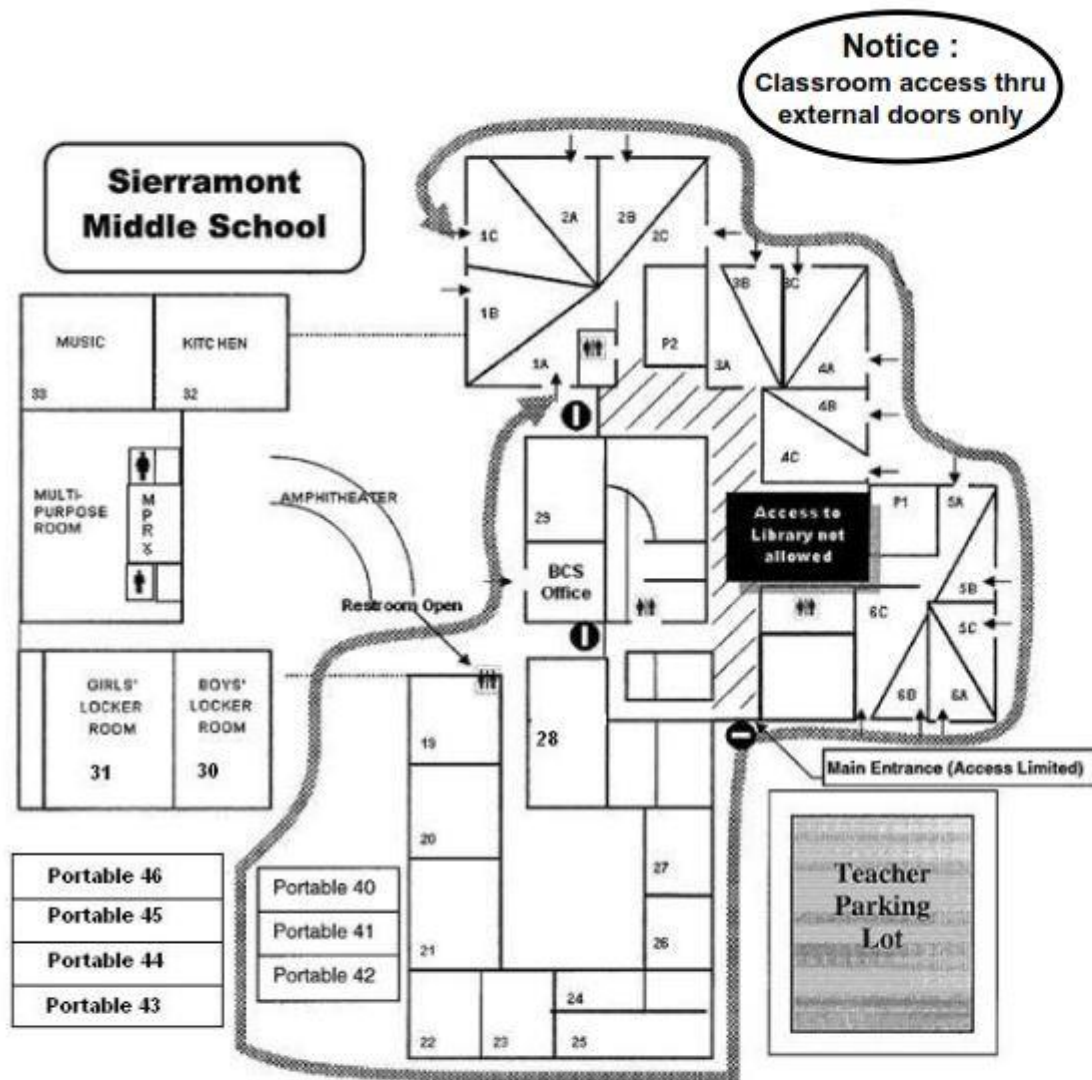 Notice :
Classroom access thru
external doors only
Sierramont
Middle School
2A
2B
1C
2C
3B
3C
1B
MUSIC
KITCHEN
P2
1A
3A
4A
33
32
4B
4C
MULTI-
PURPOSE
ROOM
M
P
R
AMPHITHEATER
29
Access to
Library not
allowed
P1
5A
BCS
Office
5B
Restroom Open
6C
5C
GIRLS'
LOCKER
ROOM
31
BOYS'
LOCKER
ROOM
30
6B
6A
19
28
Main Entrance (Access Limited)
20
27
Portable 46
Portable 45
Portable 44
Portable 43
Portable 40
Portable 41
Portable 42
Teacher
Parking
Lot
21
26
24
22
23
25